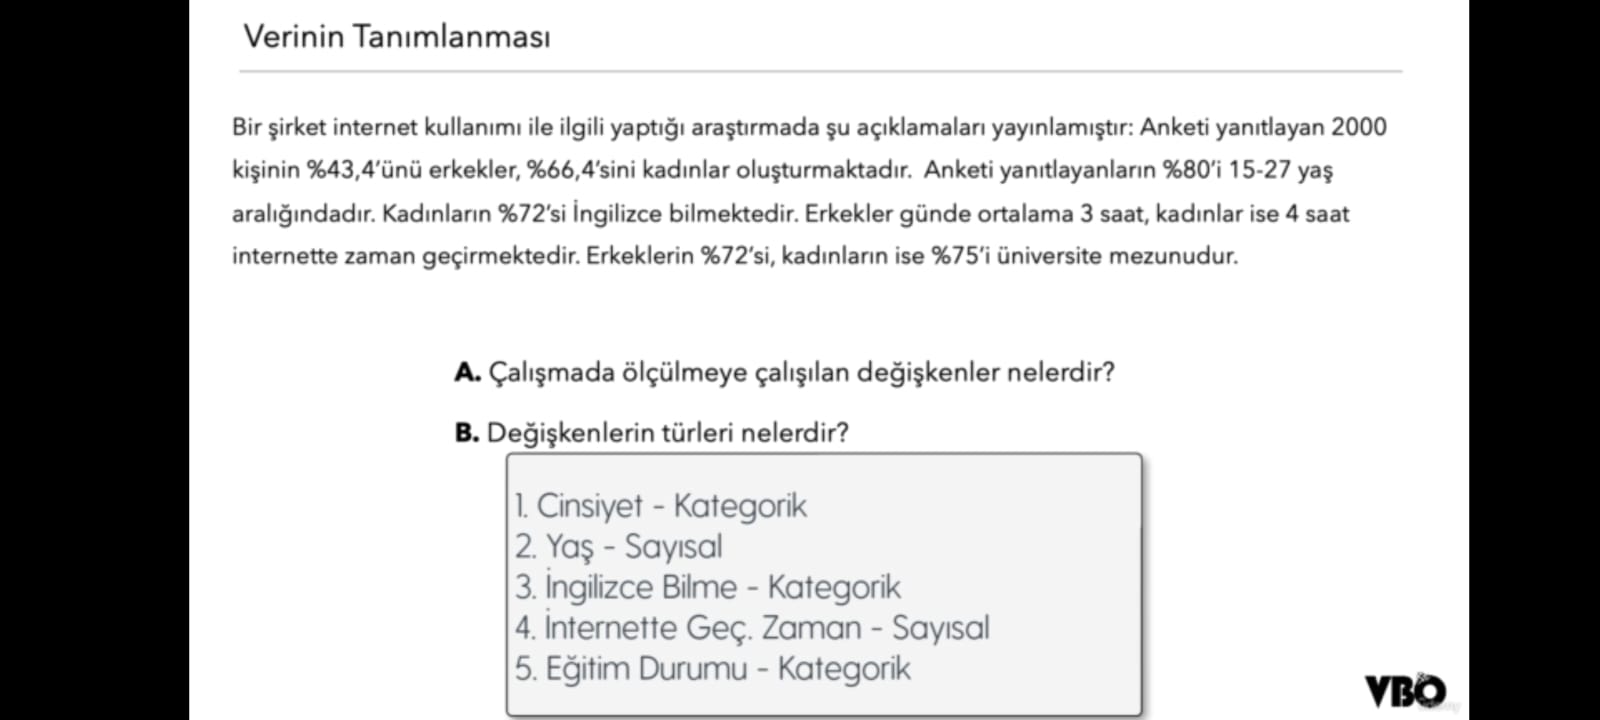 Verinin Tanımlanması
Bir şirket internet kullanımı ile ilgili yaptığı araştırmada şu açıklamaları yayınlamıştır: Anketi yanıtlayan 2000
kişinin %43,4'ünü erkekler, %66,4'sini kadınlar oluşturmaktadır. Anketi yanıtlayanların %80'i 15-27 yaş
aralığındadır. Kadınların %72'si İngilizce bilmektedir. Erkekler günde ortalama 3 saat, kadınlar ise 4 saat
internette zaman geçirmektedir. Erkeklerin %72'si, kadınların ise %75'i üniversite mezunudur.
A. Çalışmada ölçülmeye çalışılan değişkenler nelerdir?
B. Değişkenlerin türleri nelerdir?
1. Cinsiyet - Kategorik
2. Yaş - Sayısal
3. İngilizce Bilme - Kategorik
4. İnternette Geç. Zaman - Sayısal
5. Eğitim Durumu - Kategorik
VBO